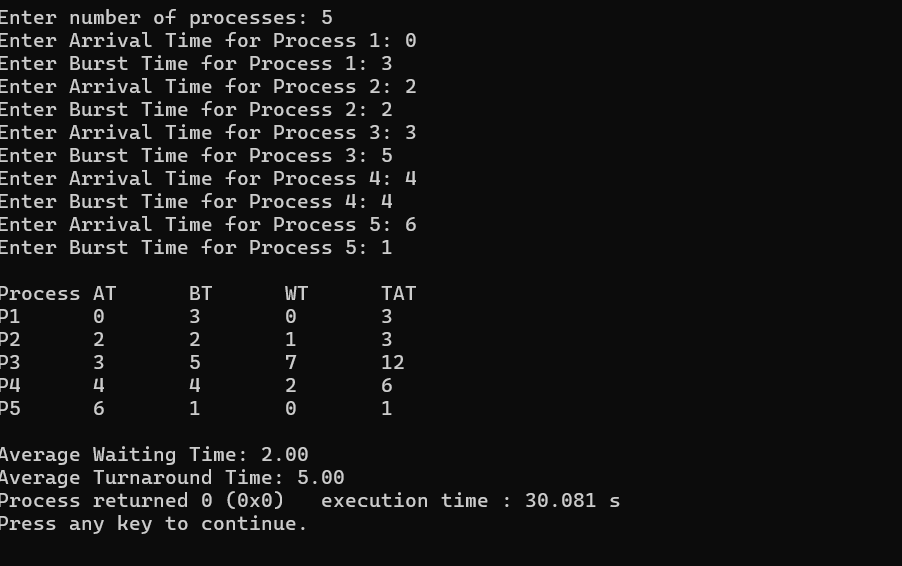 Enter number of processes: 5
Enter Arrival Time for Process 1: 0
Enter Burst Time for Process 1: 3
Enter Arrival Time for Process 2: 2
Enter Burst Time for Process 2: 2
Enter Arrival Time for Process 3: 3
Enter Burst Time for Process 3: 5
Enter Arrival Time for Process 4: 4
Enter Burst Time for Process 4: 4
Enter Arrival Time for Process 5: 6
Enter Burst Time for Process 5: 1
Process AT BT WT TAT
P1 0 3 0 3
P2 2 2 1 3
P3 3 5 7 12
P4 4 4 2 6
P5 6 1 0 1
Average Waiting Time: 2.00
Average Turnaround Time: 5.00
Process returned 0 (0x0) execution time : 30.081 s
Press any key to continue.